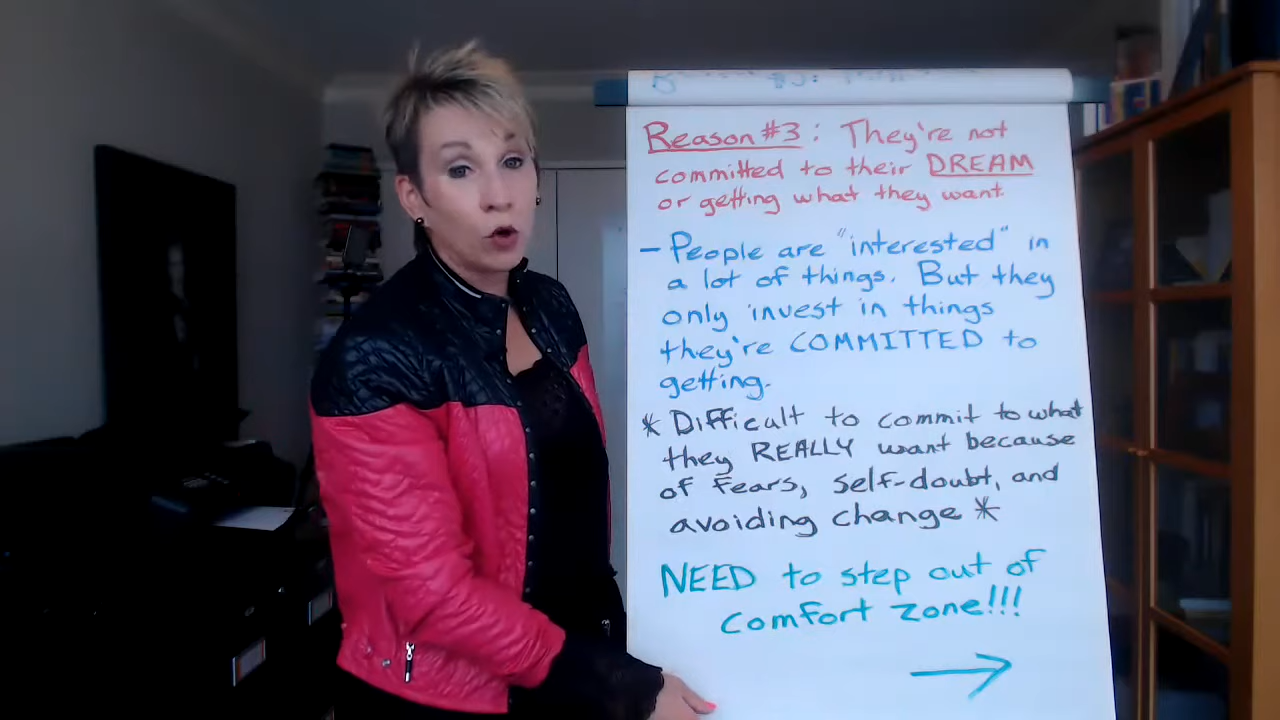 Reason #3: They're not
committed to their DREAM
or getting what they want.
- People are "interested" in
a lot of things. But they
only invest in things
they're COMMITTED to
getting.
* Difficult to commit to what
they REALLY want because
of fears, self-doubt, and
avoiding change *
NEED to step out of
comfort zone!!!